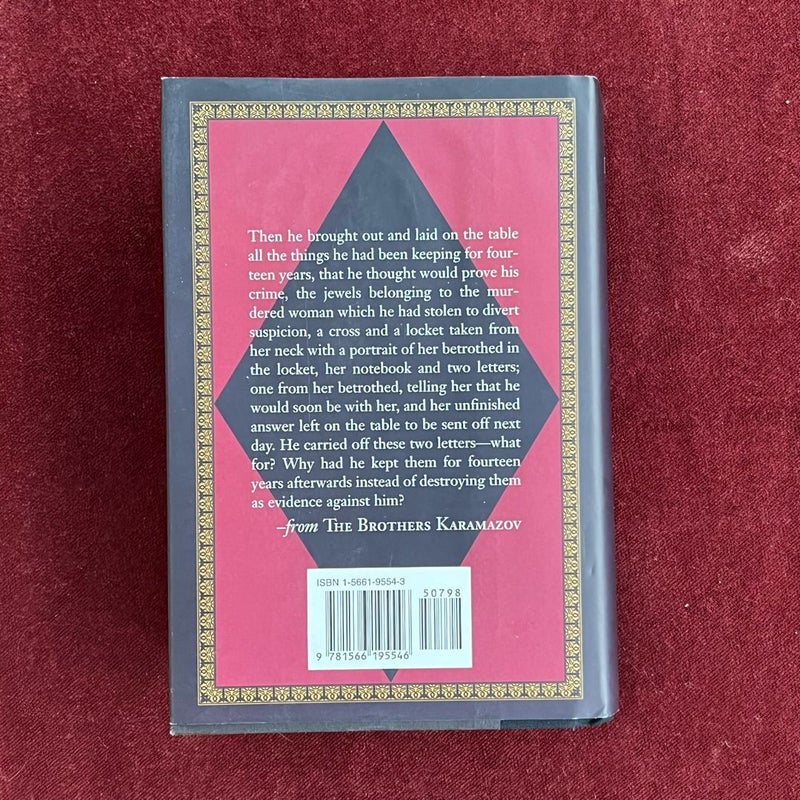 Then he brought out and laid on the table
all the things he had been keeping for four-
teen years, that he thought would prove his
crime, the jewels belonging to the mur-
dered woman which he had stolen to divert
suspicion, a cross and a locket taken from
her neck with a portrait of her betrothed in
the locket, her notebook and two letters;
one from her betrothed, telling her that he
would soon be with her, and her unfinished
answer left on the table to be sent off next
day. He carried off these two letters—what
for? Why had he kept them for fourteen
years afterwards instead of destroying them
as evidence against him?
–from THE BROTHERS KARAMAZOV
ISBN 1-5661-9554-3
50798
9 781566 195546